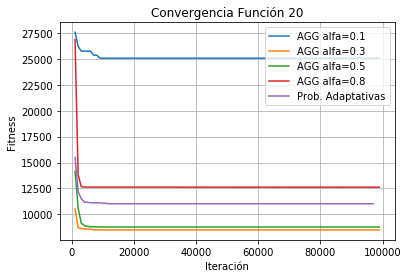 Convergencia Función 20
27500
25000
22500
20000
17500
15000
12500
10000
Fitness
AGG alfa=0.1
AGG alfa=0.3
AGG alfa=0.5
AGG alfa=0.8
Prob. Adaptativas
0 20000 40000 60000 80000 100000
Iteración